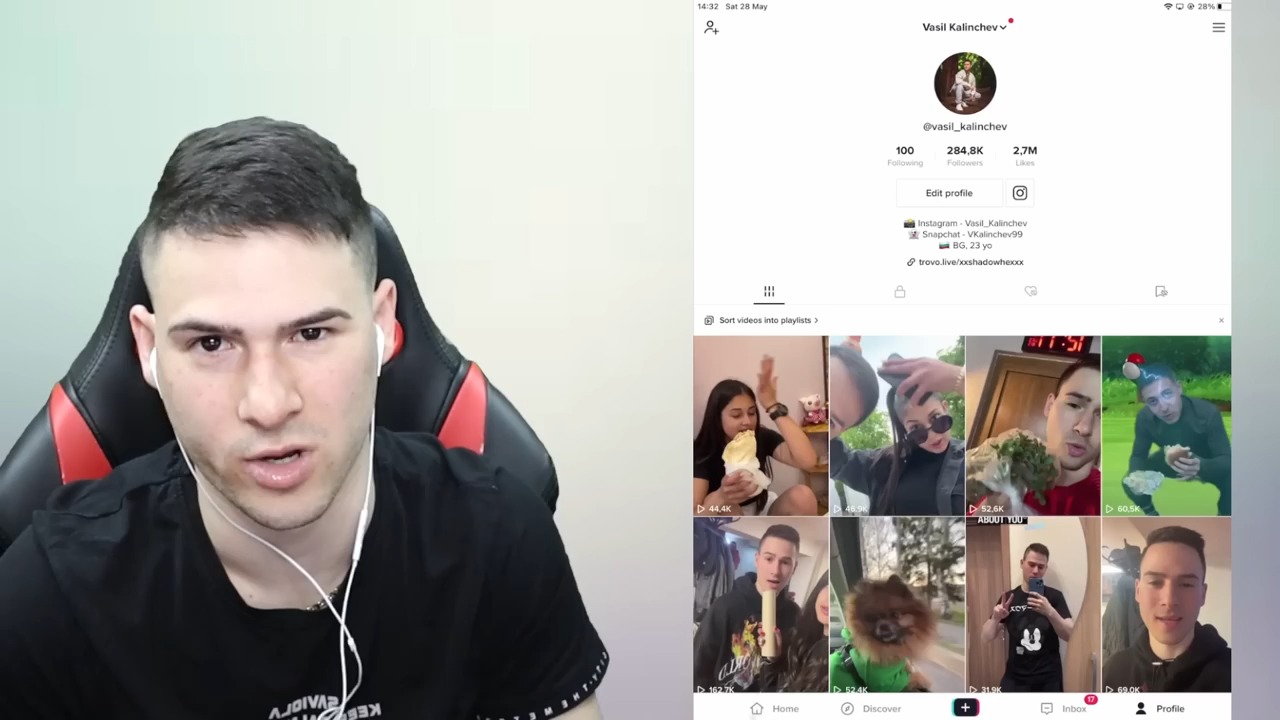 14:32 Sat 28 May
28%
Vasil Kalinchev
@vasil_kalinchev
100 284,8K 2,7M
Following Followers Likes
Edit profile
Instagram - Vasil_Kalinchev
Snapchat - VKalinchev99
BG, 23 yo
trovo.live/xxshadowhexxx
Sort videos into playlists
44,4K
52,6K
60,5K
ABOUT YOU
162,7K
52,4K
31,9K
69,0K
Home
Discover
17
Inbox
Profile